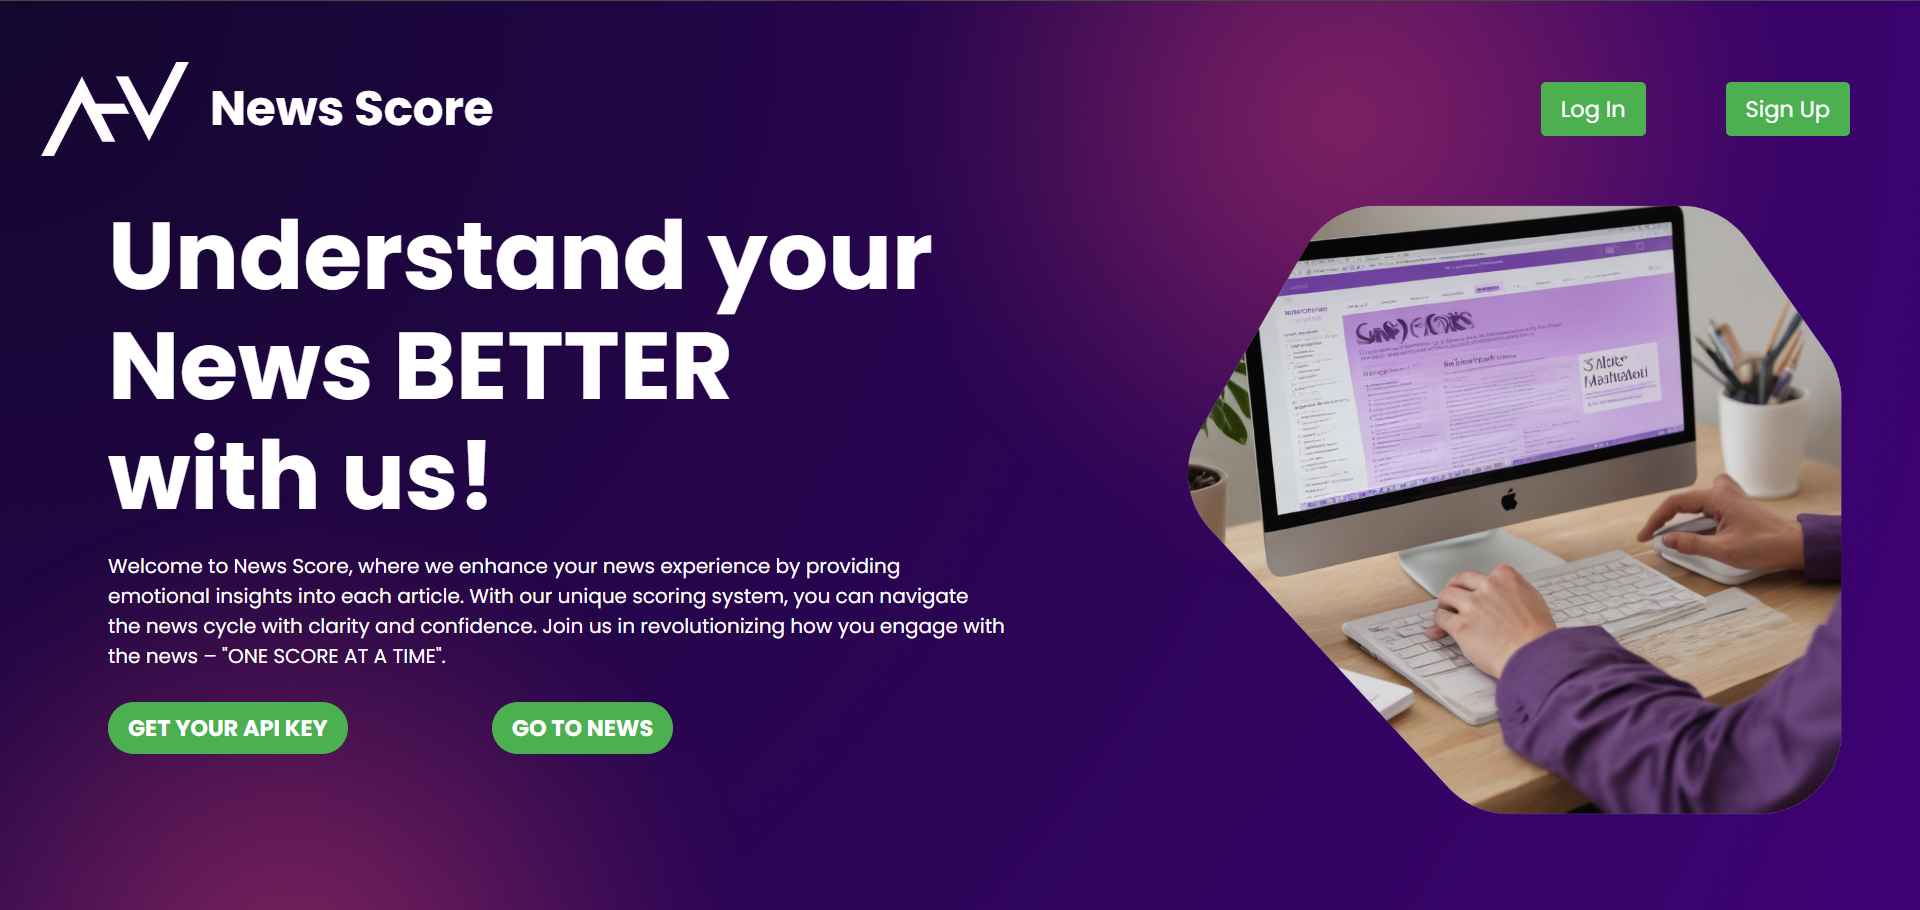 News Score
Log In
Sign Up
Understand your
News BETTER
with us!
Welcome to News Score, where we enhance your news experience by providing
emotional insights into each article. With our unique scoring system, you can navigate
the news cycle with clarity and confidence. Join us in revolutionizing how you engage with
the news – "ONE SCORE AT A TIME".
GET YOUR API KEY
GO TO NEWS